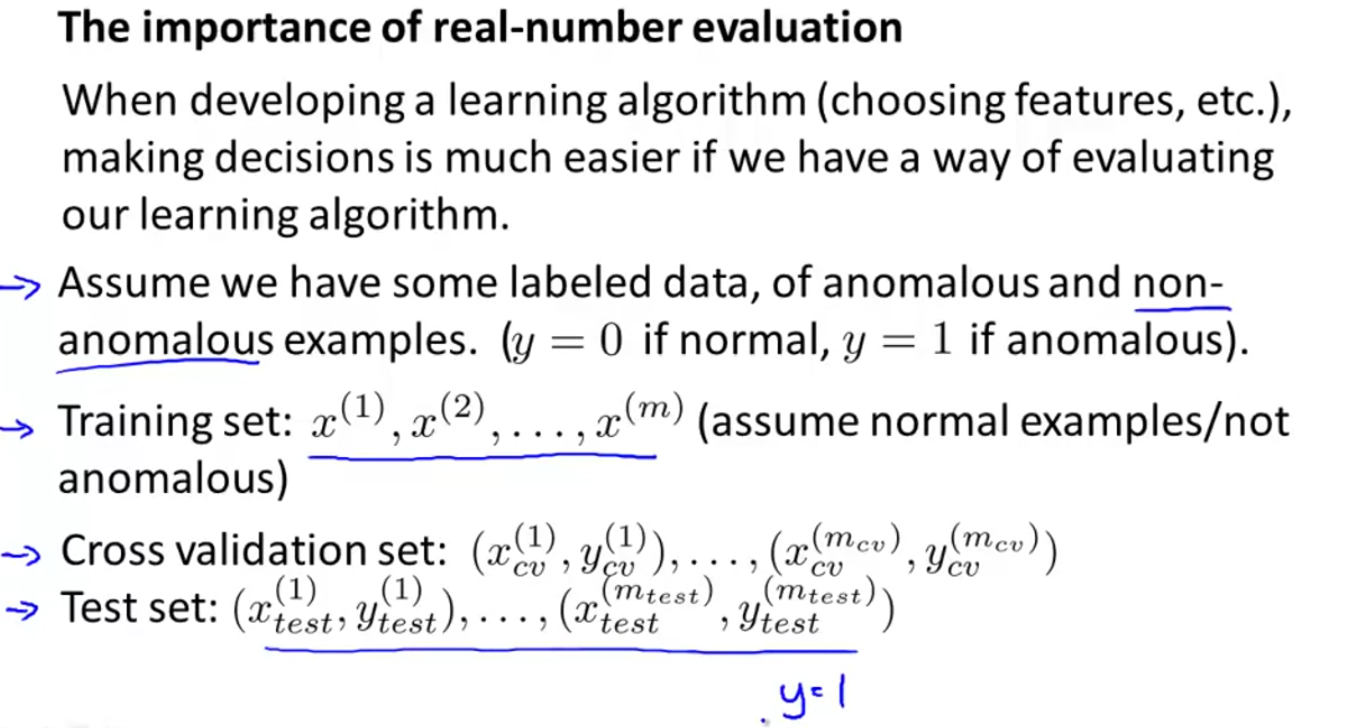 The importance of real-number evaluation
When developing a learning algorithm (choosing features, etc.),
making decisions is much easier if we have a way of evaluating
our learning algorithm.
→ Assume we have some labeled data, of anomalous and non-
anomalous examples. (y = 0 if normal, y = 1 if anomalous).
→ Training set: x^{(1)}, x^{(2)}, . . . , x^{(m)} (assume normal examples/not
anomalous)
→ Cross validation set: (x_{cv}^{(1)}, y_{cv}^{(1)}), . . . , (x_{cv}^{(m_{cv})}, y_{cv}^{(m_{cv})})
→ Test set: (x_{test}^{(1)}, y_{test}^{(1)}), . . . , (x_{test}^{(m_{test})}, y_{test}^{(m_{test})})
y=1